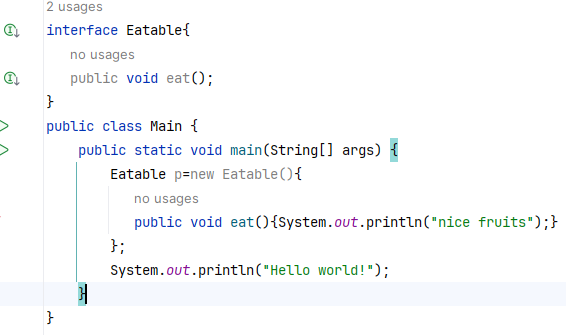 2 usages
interface Eatable{
no usages
public void eat();
}
public class Main {
public static void main(String[] args) {
Eatable p=new Eatable(){
no usages
public void eat(){System.out.println("nice fruits");}
};
System.out.println("Hello world!");
}
}